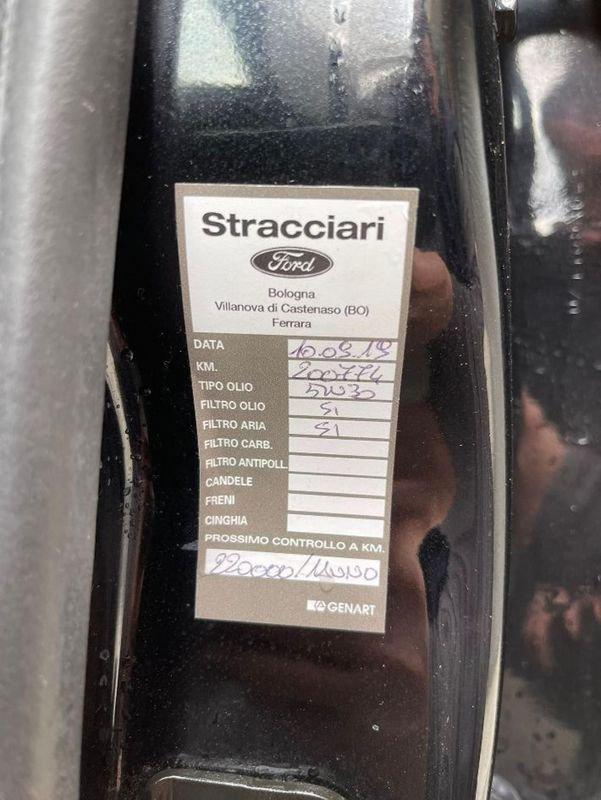 Stracciari
Ford
Bologna
Villanova di Castenaso (BO)
Ferrara
DATA 10.09.19
KM. 200774
TIPO OLIO 5W30
FILTRO OLIO SI
FILTRO ARIA SI
FILTRO CARB.
FILTRO ANTIPOLL.
CANDELE
FRENI
CINGHIA
PROSSIMO CONTROLLO A KM.
220000/1ANNO
GENART